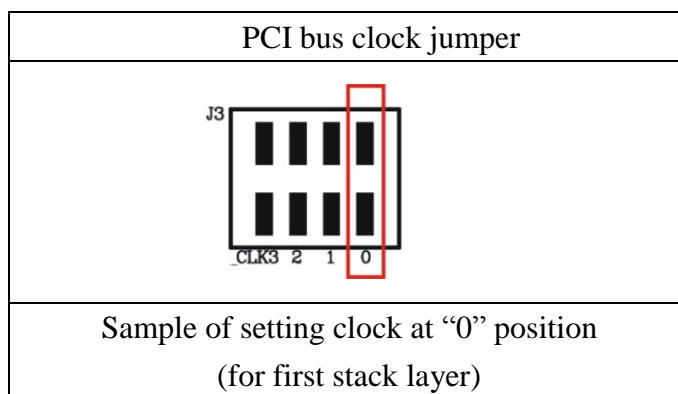 PCI bus clock jumper
J3
_CLK3 2 1 0
Sample of setting clock at “0” position
(for first stack layer)